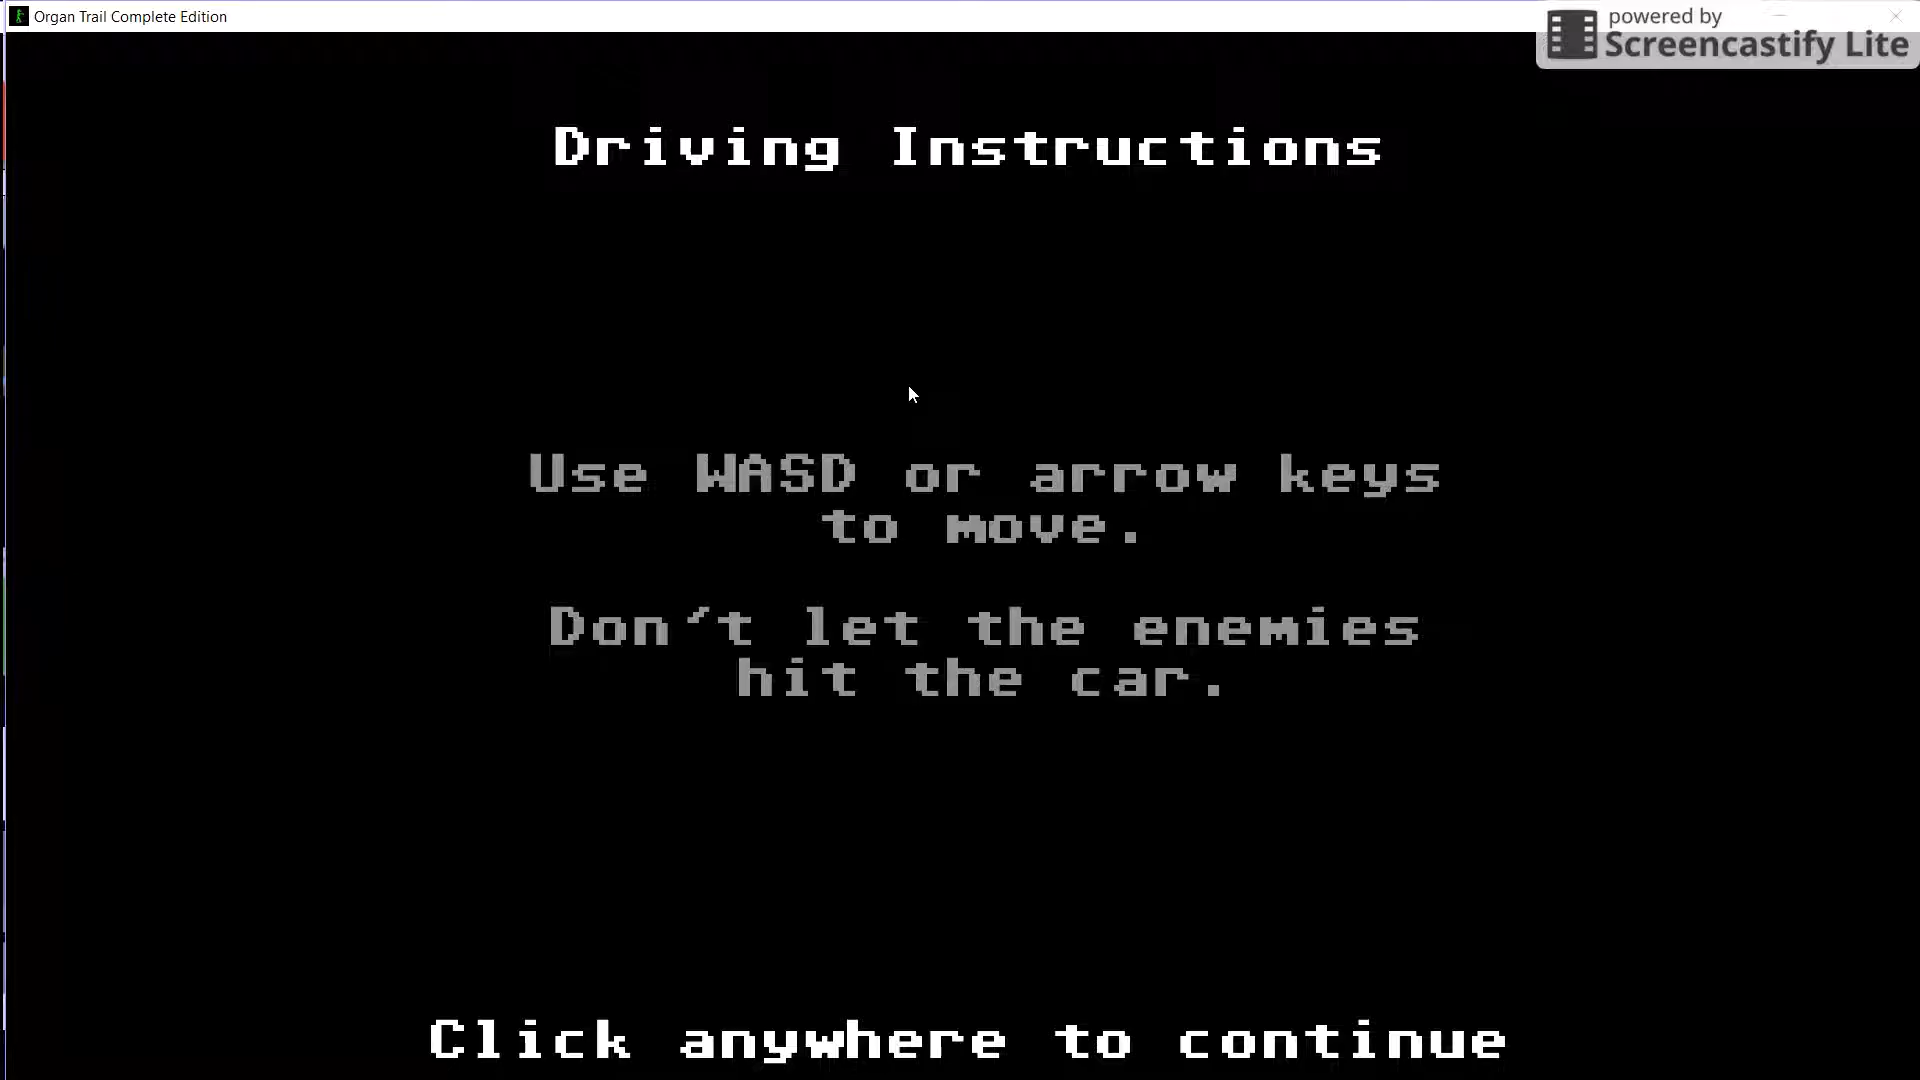 Organ Trail Complete Edition
powered by
Screencastify Lite
Driving Instructions
Use WASD or arrow keys
to move.
Don't let the enemies
hit the car.
Click anywhere to continue